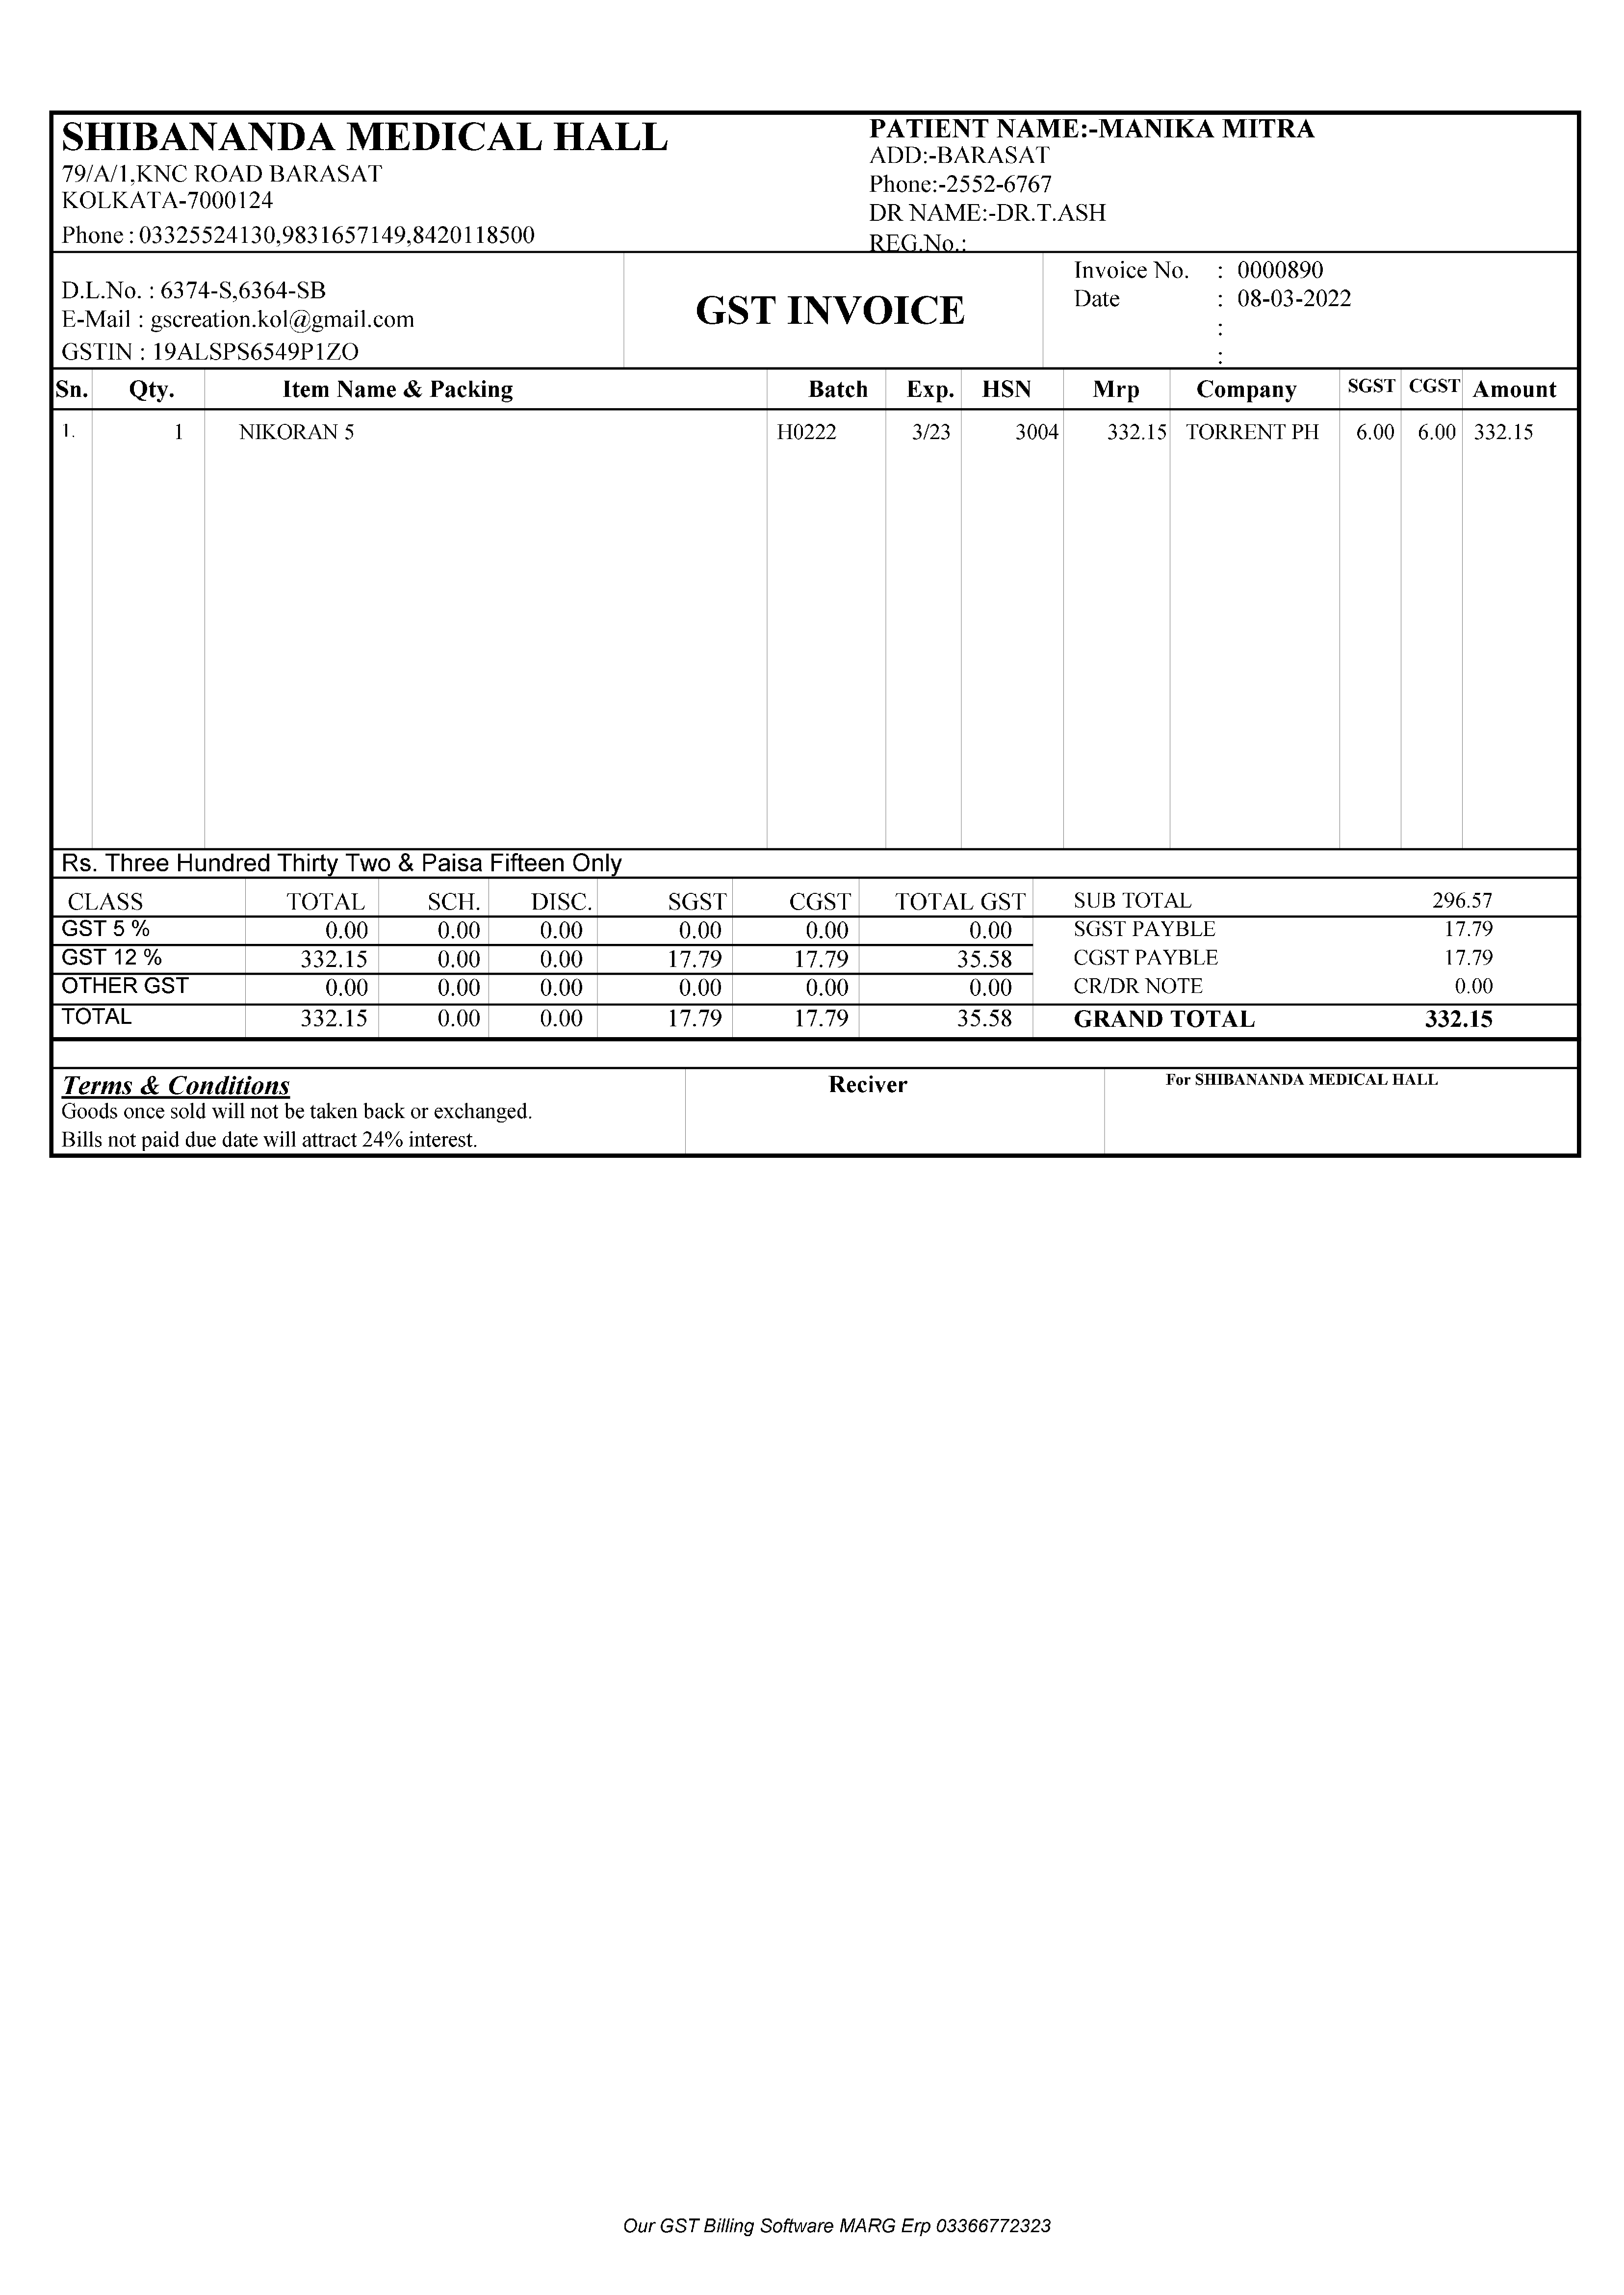 SHIBANANDA MEDICAL HALL
79/A/1,KNC ROAD BARASAT
KOLKATA-7000124
Phone : 03325524130,9831657149,8420118500
PATIENT NAME:-MANIKA MITRA
ADD:-BARASAT
Phone:-2552-6767
DR NAME:-DR.T.ASH
REG.No.:
D.L.No. : 6374-S,6364-SB
E-Mail : gscreation.kol@gmail.com
GSTIN : 19ALSPS6549P1ZO
GST INVOICE
Invoice No. : 0000890
Date : 08-03-2022
:
:
Sn. Qty. Item Name & Packing Batch Exp. HSN Mrp Company SGST CGST Amount
1. 1 NIKORAN 5 H0222 3/23 3004 332.15 TORRENT PH 6.00 6.00 332.15
Rs. Three Hundred Thirty Two & Paisa Fifteen Only
CLASS TOTAL SCH. DISC. SGST CGST TOTAL GST SUB TOTAL 296.57
GST 5 % 0.00 0.00 0.00 0.00 0.00 0.00 SGST PAYBLE 17.79
GST 12 % 332.15 0.00 0.00 17.79 17.79 35.58 CGST PAYBLE 17.79
OTHER GST 0.00 0.00 0.00 0.00 0.00 0.00 CR/DR NOTE 0.00
TOTAL 332.15 0.00 0.00 17.79 17.79 35.58 GRAND TOTAL 332.15
Terms & Conditions
Goods once sold will not be taken back or exchanged.
Bills not paid due date will attract 24% interest.
Reciver
For SHIBANANDA MEDICAL HALL
Our GST Billing Software MARG Erp 03366772323